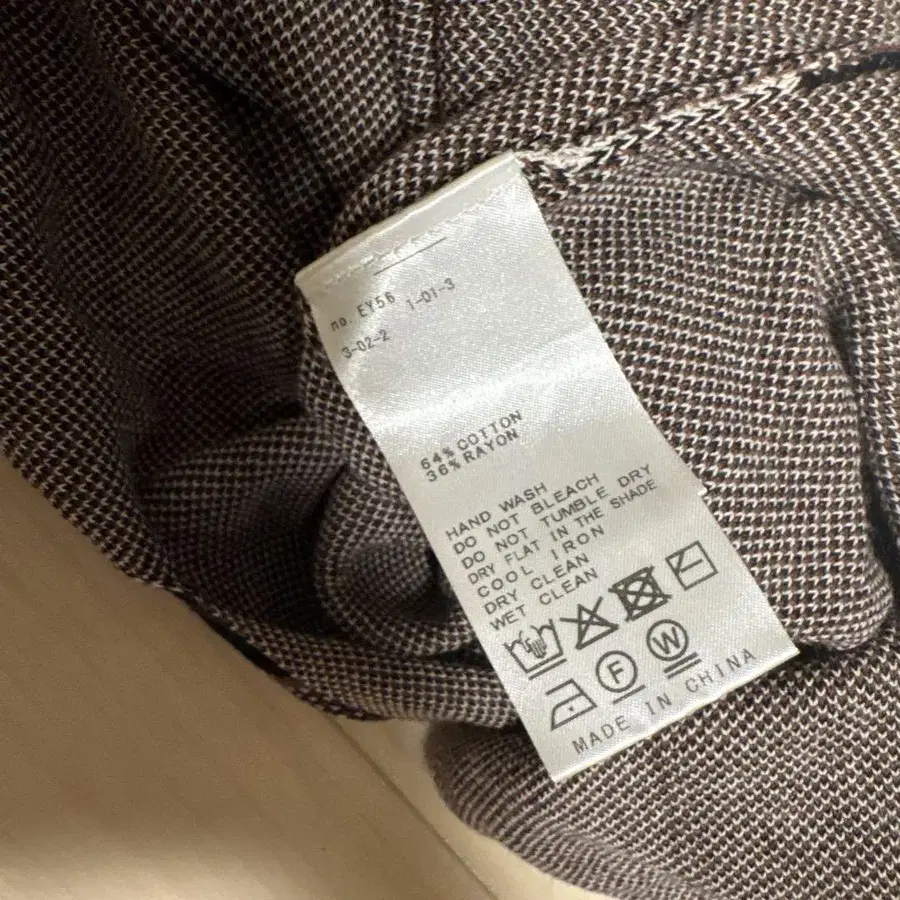 no. EY56 1-01-3
3-02-2
64% COTTON
36% RAYON
HAND WASH
DO NOT BLEACH
DO NOT TUMBLE DRY
DRY FLAT IN THE SHADE
COOL IRON
DRY CLEAN
WET CLEAN
F W
MADE IN CHINA